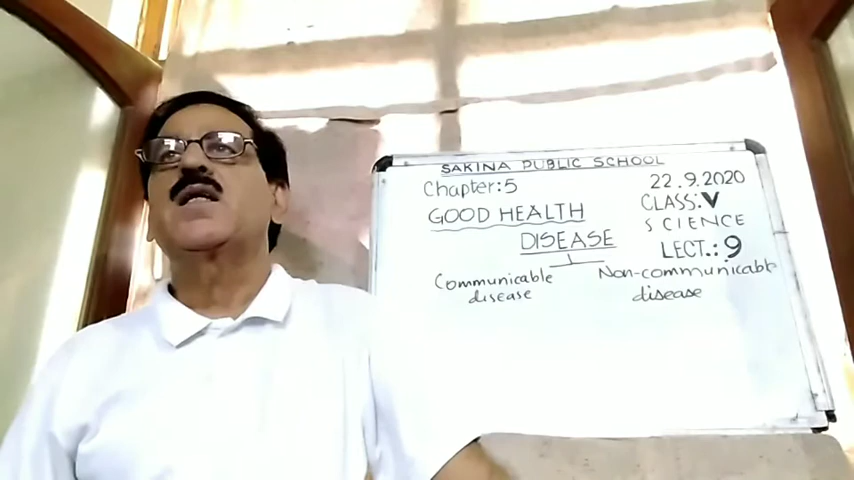 SAKINA PUBLIC SCHOOL
Chapter:5
22.9.2020
CLASS:V
GOOD HEALTH
SCIENCE
DISEASE
LECT.:9
Communicable
disease
Non-communicable
disease